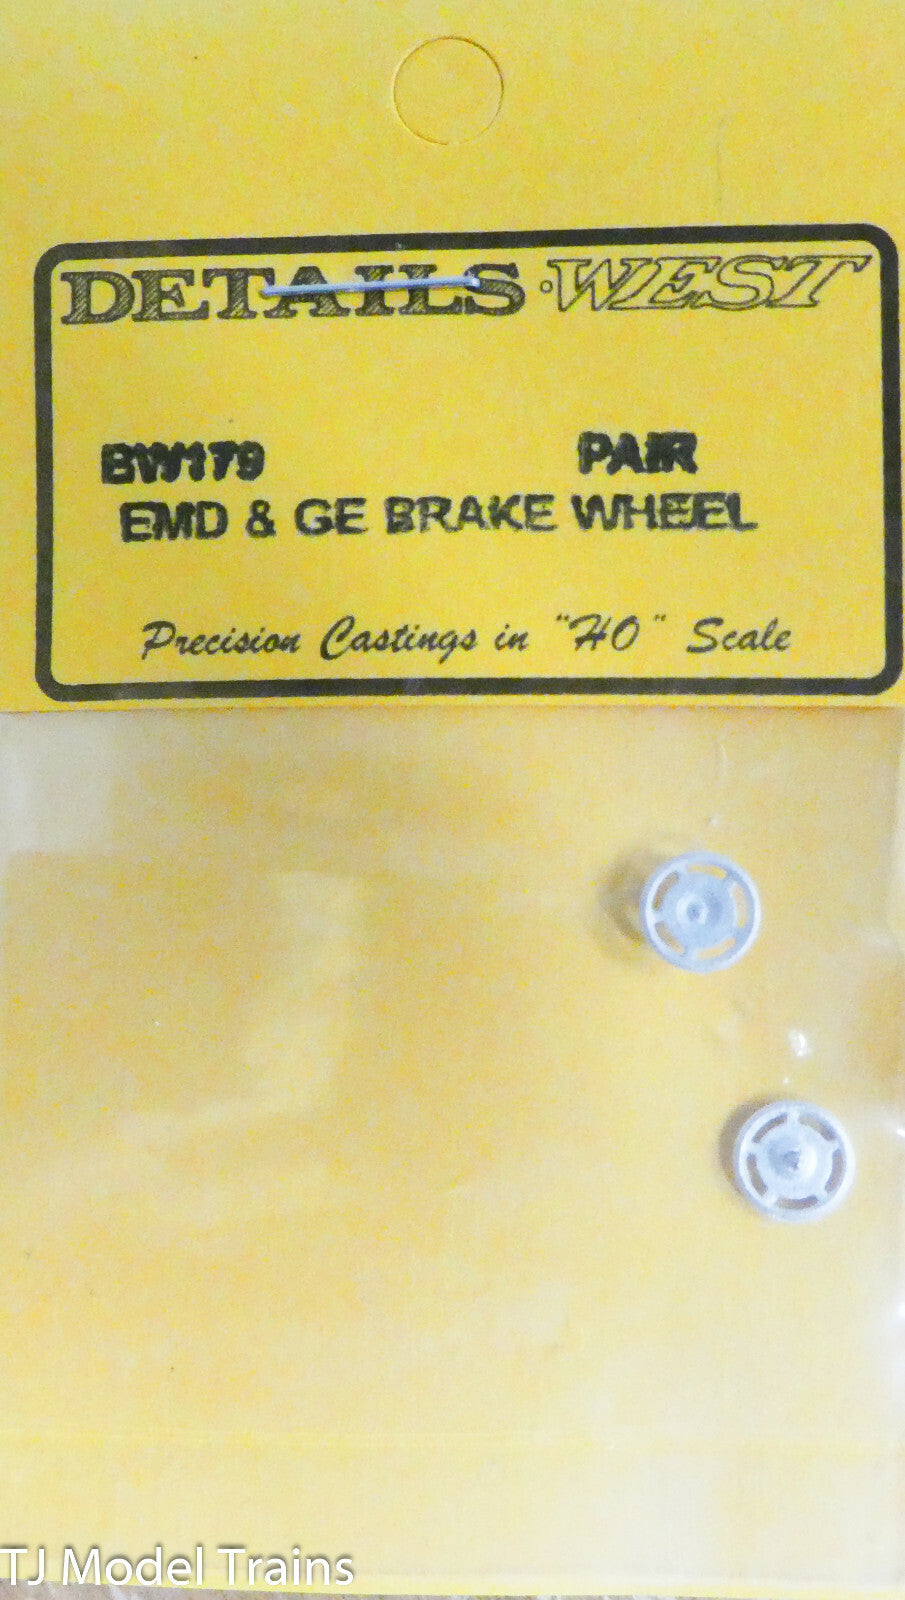 DETAILS·WEST
BW179 PAIR
EMD & GE BRAKE WHEEL
Precision Castings in "HO" Scale
TJ Model Trains